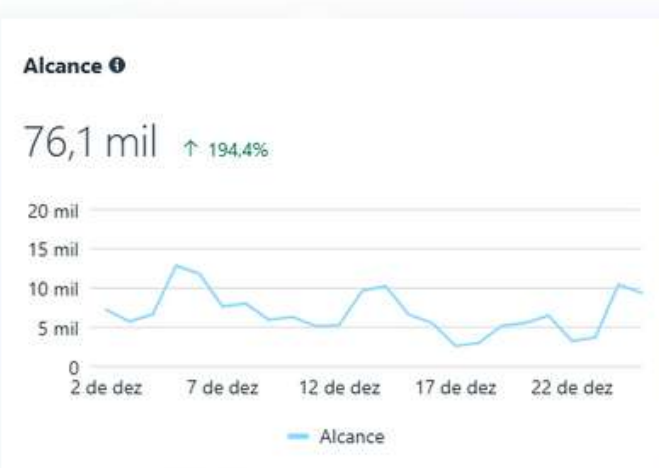 Alcance
76,1 mil ↑ 194,4%
20 mil
15 mil
10 mil
5 mil
0
2 de dez 7 de dez 12 de dez 17 de dez 22 de dez
Alcance